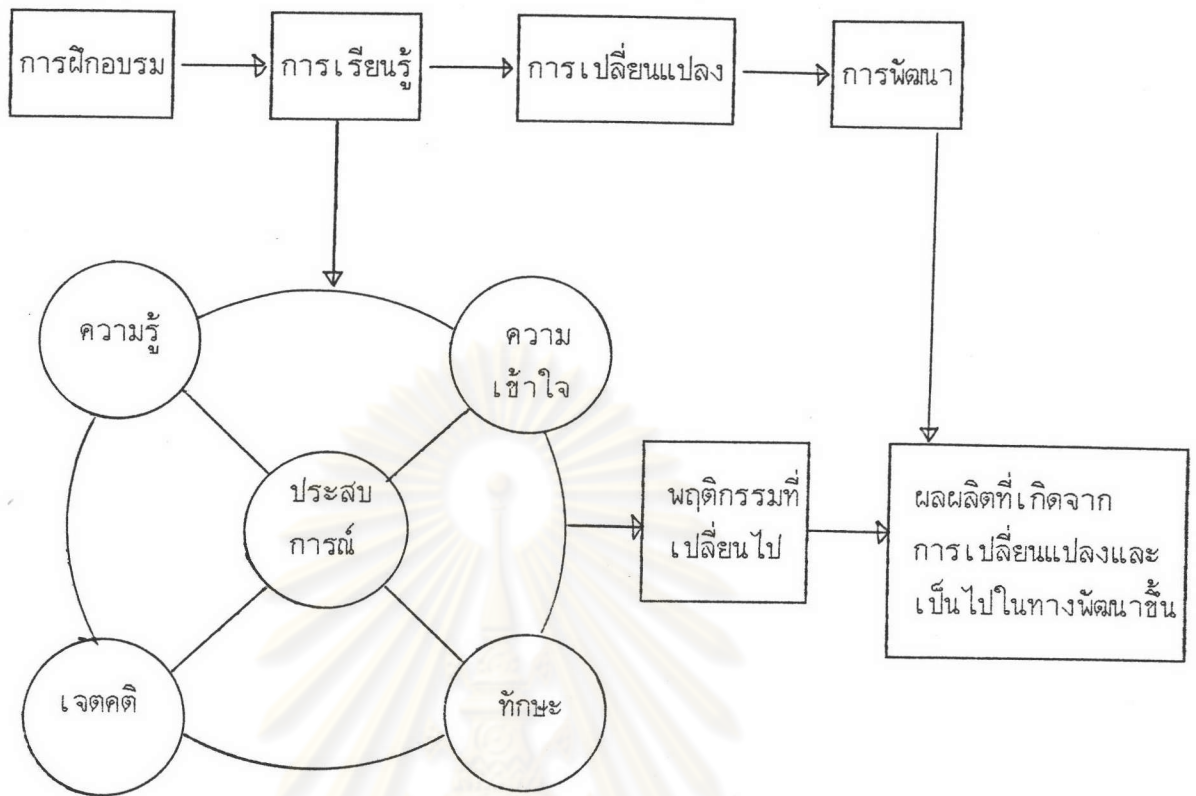 การฝึกอบรม
การเรียนรู้
การเปลี่ยนแปลง
การพัฒนา
ความรู้
ความ
เข้าใจ
ประสบ
การณ์
พฤติกรรมที่
เปลี่ยนไป
ผลผลิตที่เกิดจาก
การเปลี่ยนแปลงและ
เป็นไปในทางพัฒนาขึ้น
เจตคติ
ทักษะ